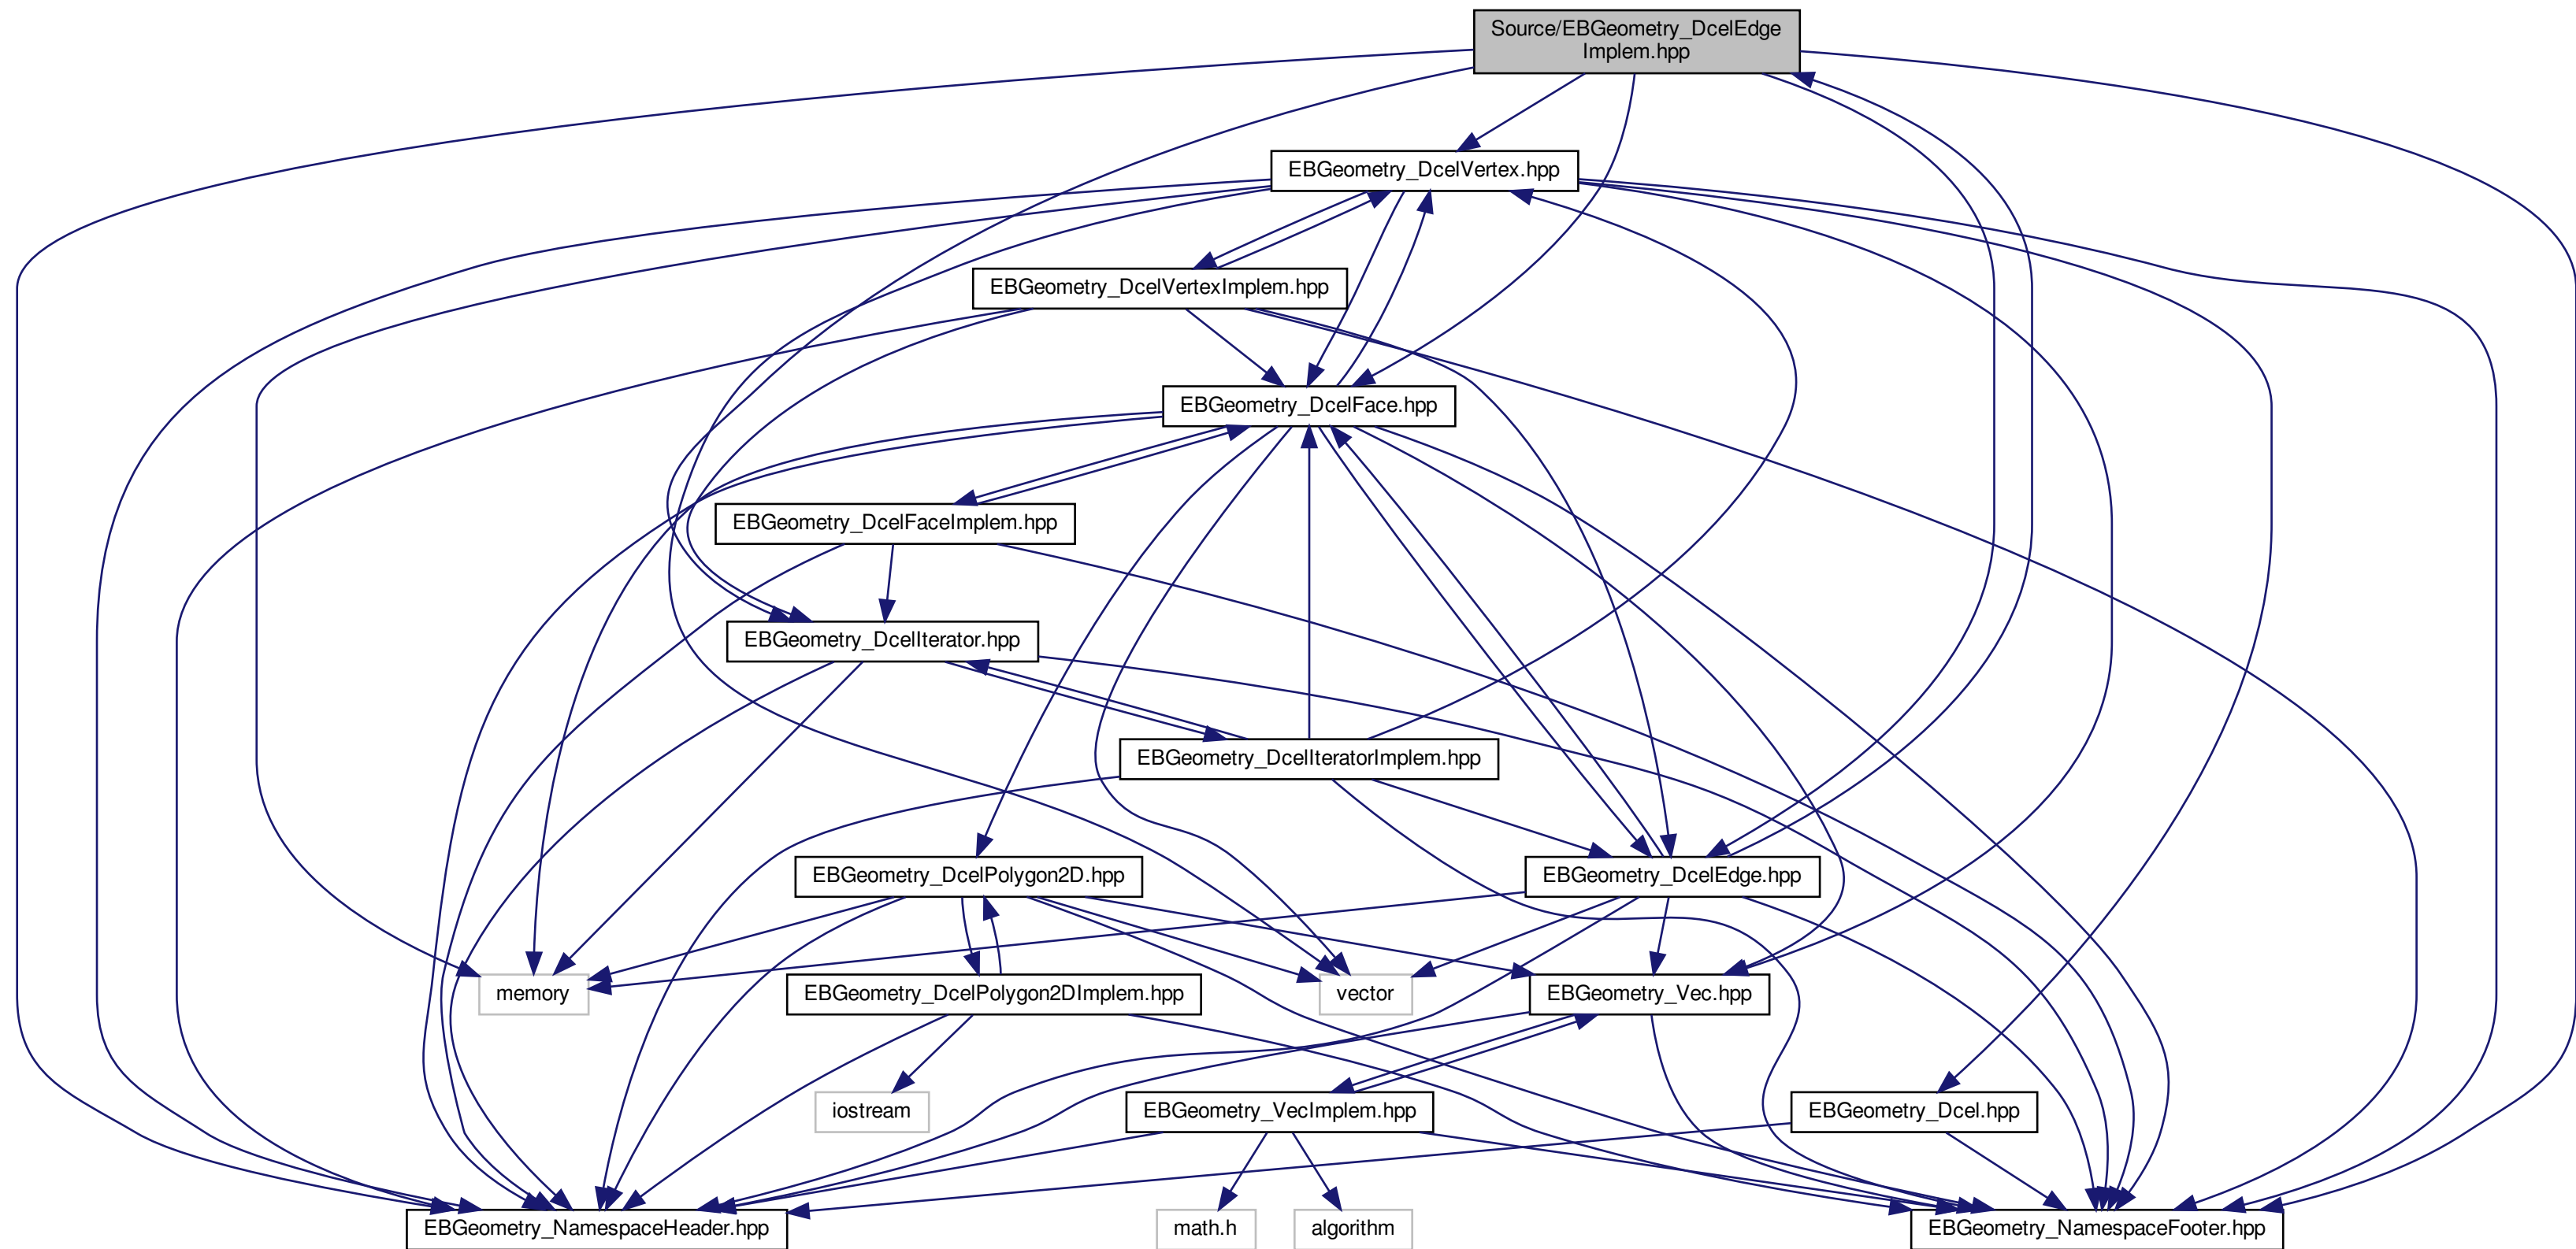 Source/EBGeometry_DcelEdge
Implem.hpp
EBGeometry_DcelVertex.hpp
EBGeometry_DcelVertexImplem.hpp
EBGeometry_DcelFace.hpp
EBGeometry_DcelFaceImplem.hpp
EBGeometry_DcelIterator.hpp
EBGeometry_DcelIteratorImplem.hpp
EBGeometry_DcelPolygon2D.hpp
EBGeometry_DcelEdge.hpp
memory
EBGeometry_DcelPolygon2DImplem.hpp
vector
EBGeometry_Vec.hpp
iostream
EBGeometry_VecImplem.hpp
EBGeometry_Dcel.hpp
EBGeometry_NamespaceHeader.hpp
math.h
algorithm
EBGeometry_NamespaceFooter.hpp